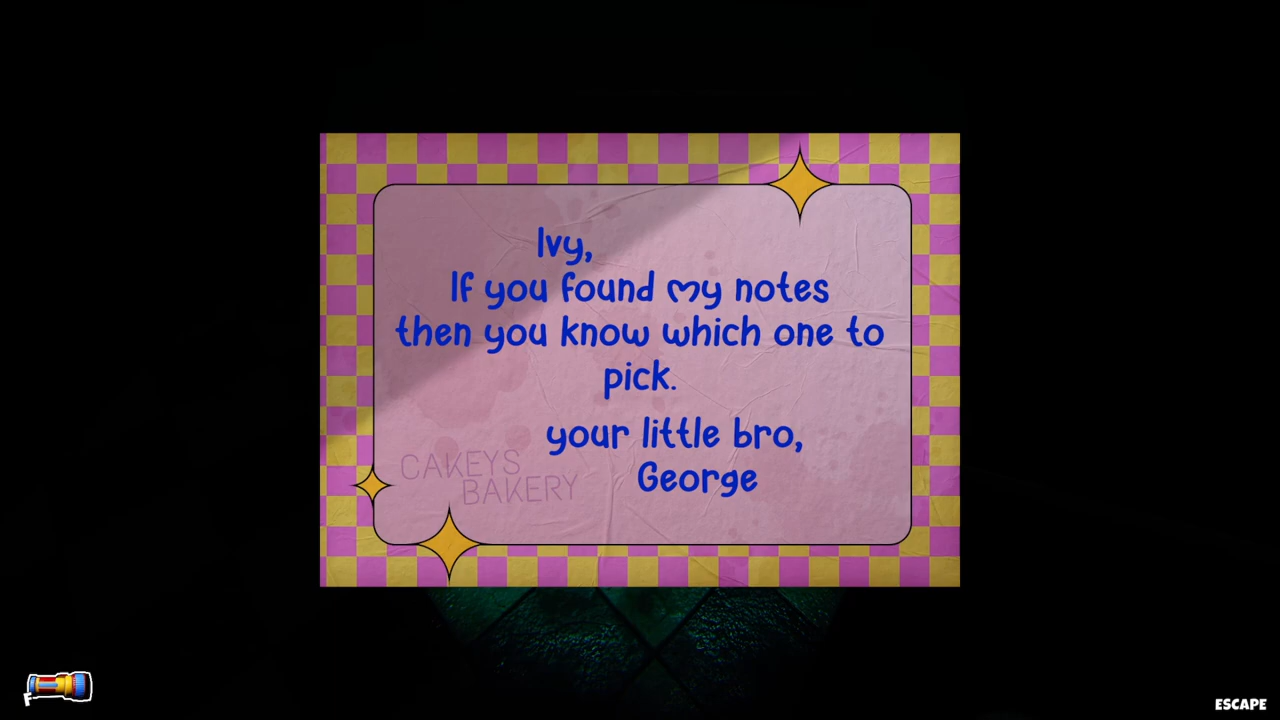 Ivy,
If you found my notes
then you know which one to
pick.
your little bro,
George
CAKEYS
BAKERY
F
ESCAPE